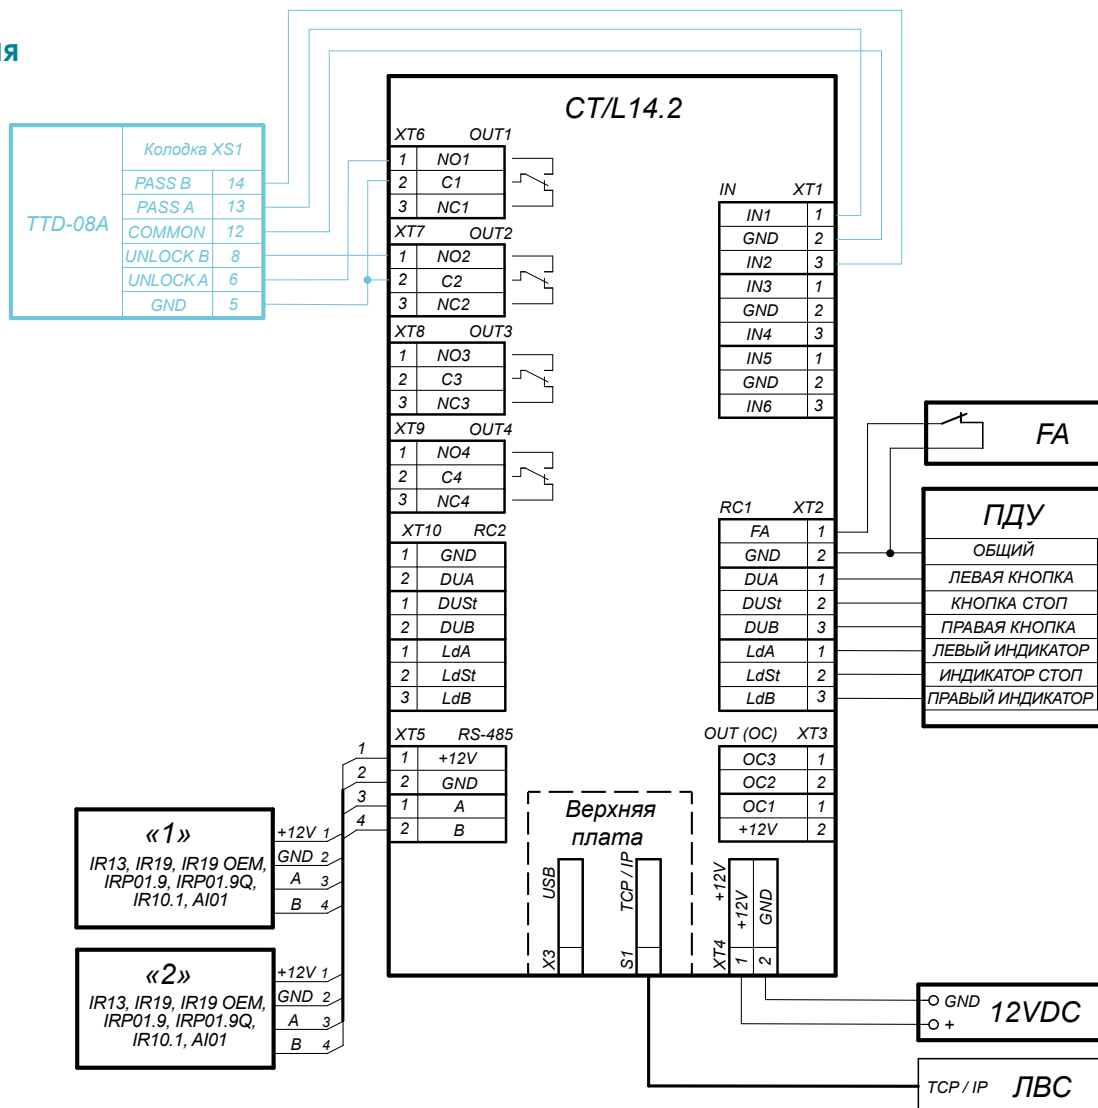 ия
CT/L14.2
TTD-08A
Колодка XS1
PASS B 14
PASS A 13
COMMON 12
UNLOCK B 8
UNLOCK A 6
GND 5
XT6 OUT1
1 NO1
2 C1
3 NC1
XT7 OUT2
1 NO2
2 C2
3 NC2
XT8 OUT3
1 NO3
2 C3
3 NC3
XT9 OUT4
1 NO4
2 C4
3 NC4
XT10 RC2
1 GND
2 DUA
1 DUSt
2 DUB
1 LdA
2 LdSt
3 LdB
XT5 RS-485
1 1 +12V
2 2 GND
3 1 A
4 2 B
IN XT1
IN1 1
GND 2
IN2 3
IN3 1
GND 2
IN4 3
IN5 1
GND 2
IN6 3
RC1 XT2
FA 1
GND 2
DUA 1
DUSt 2
DUB 3
LdA 1
LdSt 2
LdB 3
OUT (OC) XT3
OC3 1
OC2 2
OC1 1
+12V 2
FA
ПДУ
ОБЩИЙ
ЛЕВАЯ КНОПКА
КНОПКА СТОП
ПРАВАЯ КНОПКА
ЛЕВЫЙ ИНДИКАТОР
ИНДИКАТОР СТОП
ПРАВЫЙ ИНДИКАТОР
Верхняя
плата
X3 USB
S1 TCP / IP
XT4 +12V
1 +12V
2 GND
«1»
IR13, IR19, IR19 OEM,
IRP01.9, IRP01.9Q,
IR10.1, AI01
+12V 1
GND 2
A 3
B 4
«2»
IR13, IR19, IR19 OEM,
IRP01.9, IRP01.9Q,
IR10.1, AI01
+12V 1
GND 2
A 3
B 4
GND
+
12VDC
TCP / IP ЛВС